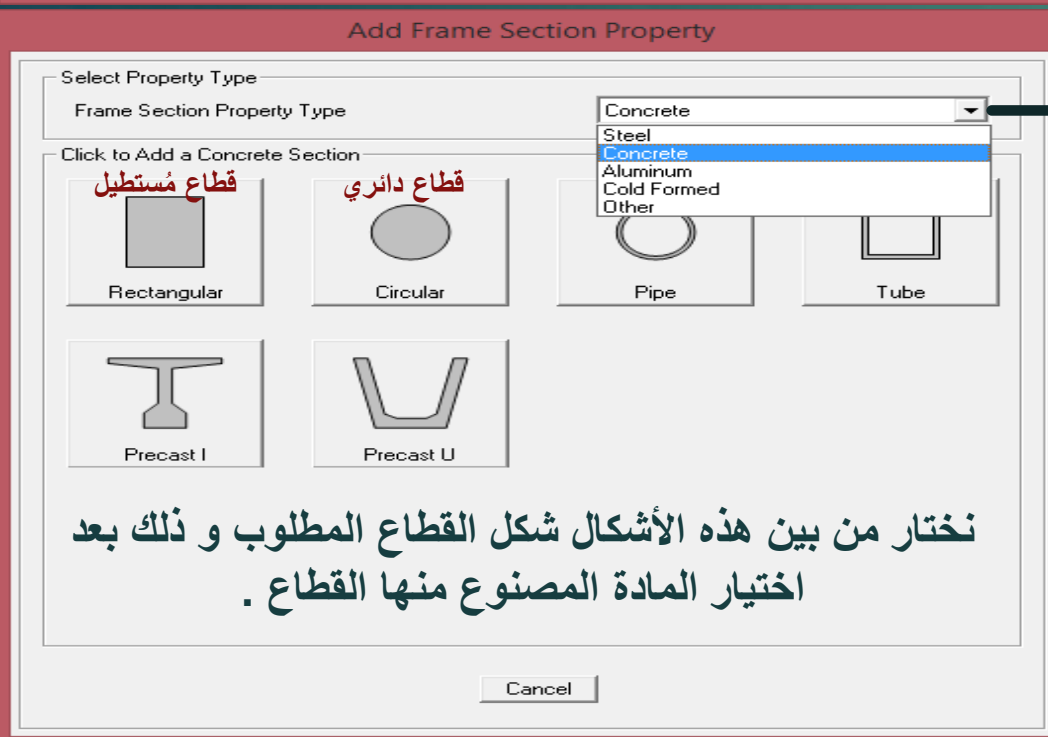 Add Frame Section Property
Select Property Type
Frame Section Property Type
Concrete
Steel
Concrete
Aluminum
Cold Formed
Other
Click to Add a Concrete Section
قطاع مُستطيل
قطاع دائري
Rectangular
Circular
Pipe
Tube
Precast I
Precast U
نختار من بين هذه الأشكال شكل القطاع المطلوب و ذلك بعد
اختيار المادة المصنوع منها القطاع .
Cancel